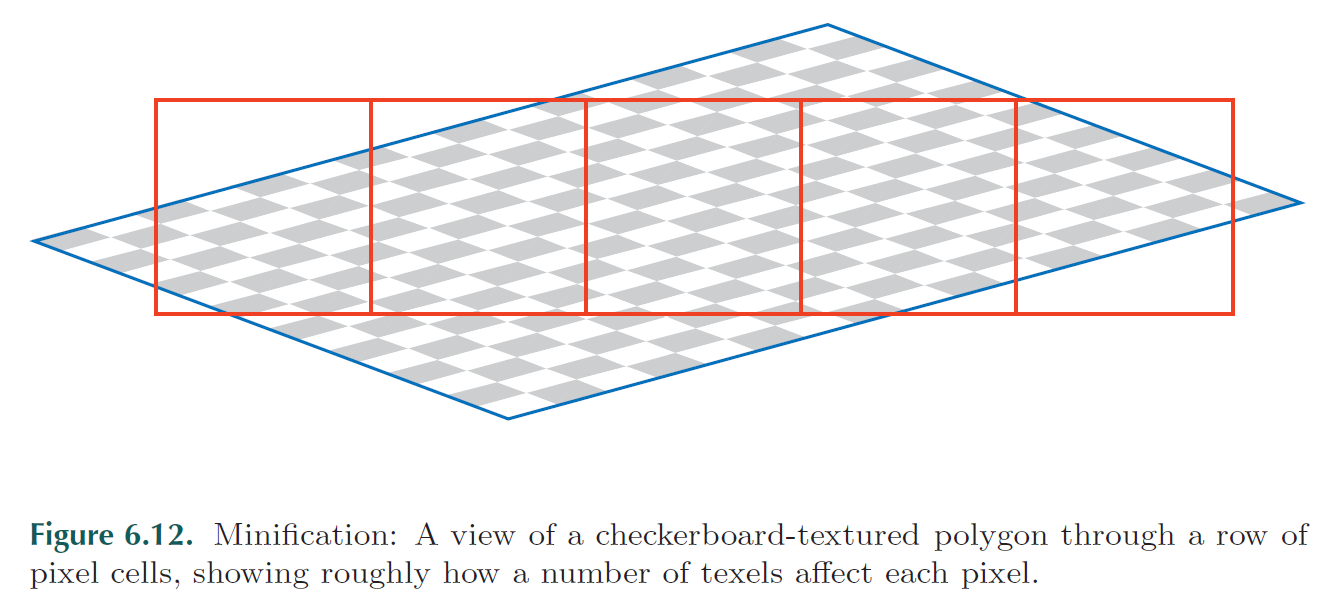 Figure 6.12. Minification: A view of a checkerboard-textured polygon through a row of
pixel cells, showing roughly how a number of texels affect each pixel.